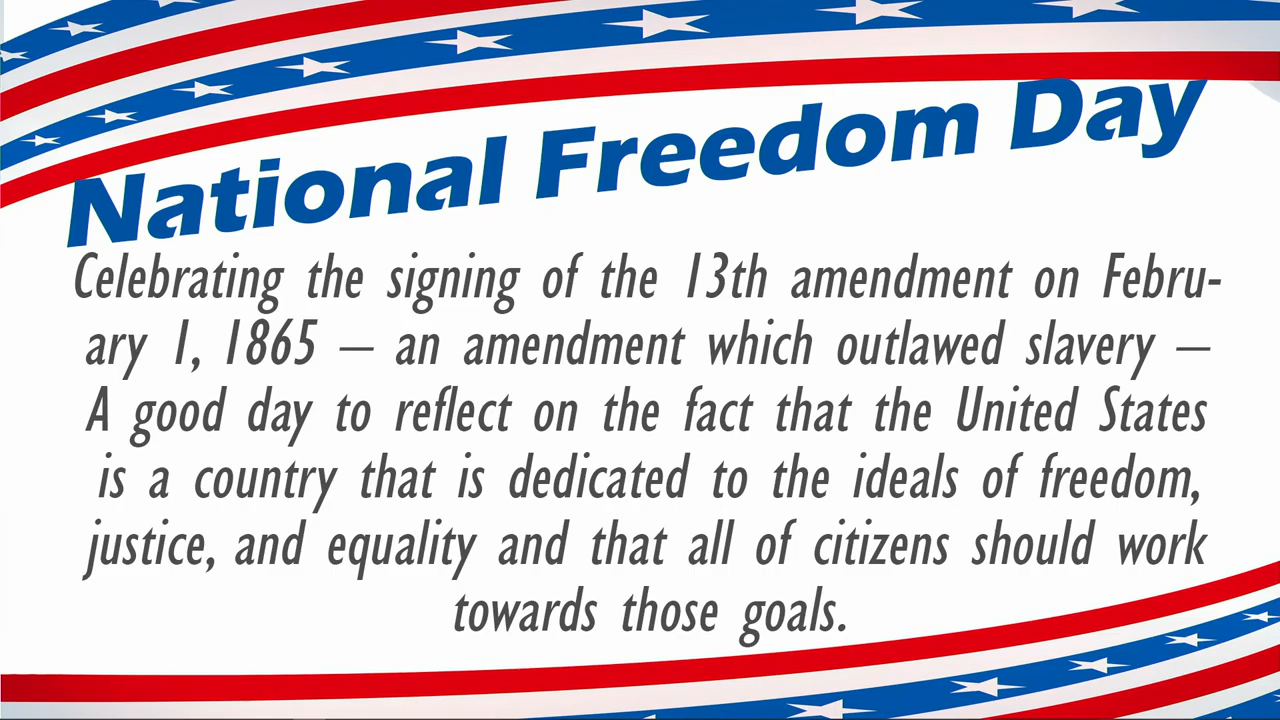 National Freedom Day
Celebrating the signing of the 13th amendment on Febru-
ary 1, 1865 – an amendment which outlawed slavery –
A good day to reflect on the fact that the United States
is a country that is dedicated to the ideals of freedom,
justice, and equality and that all of citizens should work
towards those goals.